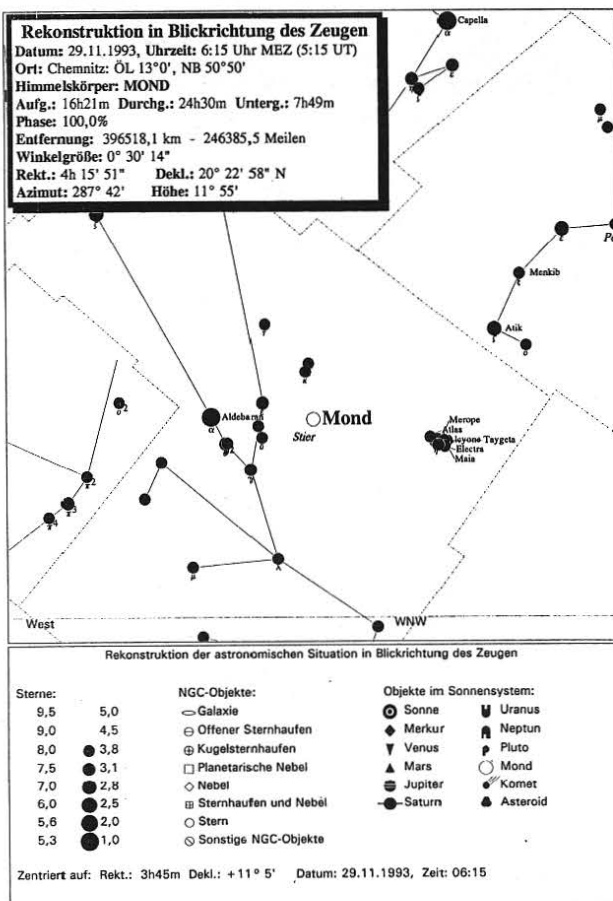 Rekonstruktion in Blickrichtung des Zeugen
Datum: 29.11.1993, Uhrzeit: 6:15 Uhr MEZ (5:15 UT)
Ort: Chemnitz: ÖL 13°0', NB 50°50'
Himmelskörper: MOND
Aufg.: 16h21m Durchg.: 24h30m Unterg.: 7h49m
Phase: 100,0%
Entfernung: 396518,1 km - 246385,5 Meilen
Winkelgröße: 0° 30' 14"
Rekt.: 4h 15' 51" Dekl.: 20° 22' 58" N
Azimut: 287° 42' Höhe: 11° 55'
Capella
α
Menkib
Atik
Aldebaran
α
Mond
Stier
Merope
Atlas
Alcyone Taygeta
Electra
Maia
West
WNW
Rekonstruktion der astronomischen Situation in Blickrichtung des Zeugen
Sterne:
9,5 5,0
9,0 4,5
8,0 3,8
7,5 3,1
7,0 2,8
6,0 2,5
5,6 2,0
5,3 1,0
NGC-Objekte:
Galaxie
Offener Sternhaufen
Kugelsternhaufen
Planetarische Nebel
Nebel
Sternhaufen und Nebel
Stern
Sonstige NGC-Objekte
Objekte im Sonnensystem:
Sonne Uranus
Merkur Neptun
Venus Pluto
Mars Mond
Jupiter Komet
Saturn Asteroid
Zentriert auf: Rekt.: 3h45m Dekl.: +11° 5' Datum: 29.11.1993, Zeit: 06:15